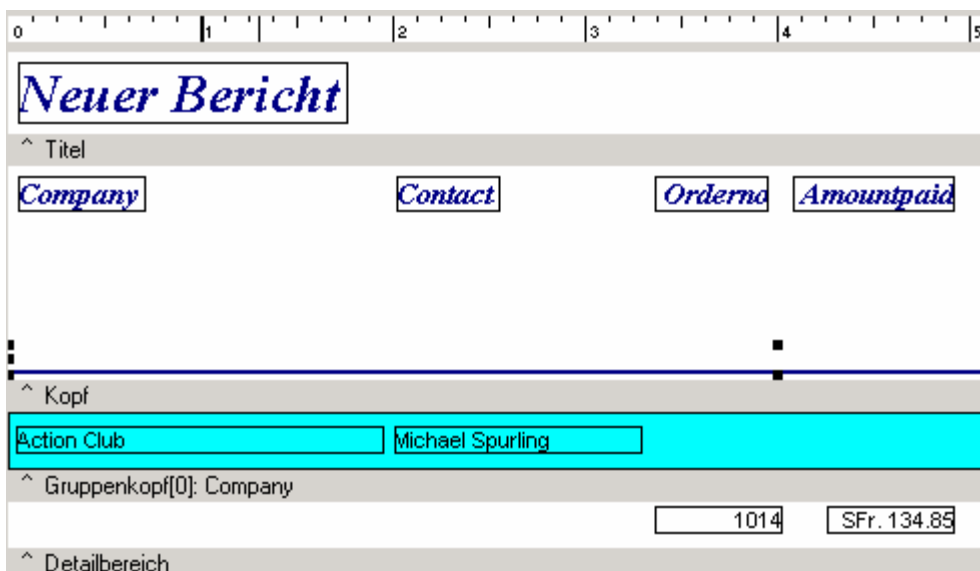 0 1 2 3 4 5
Neuer Bericht
^ Titel
Company Contact Orderno Amountpaid
^ Kopf
Action Club Michael Spurling
^ Gruppenkopf[0]: Company
1014 SFr. 134.85
^ Detailbereich